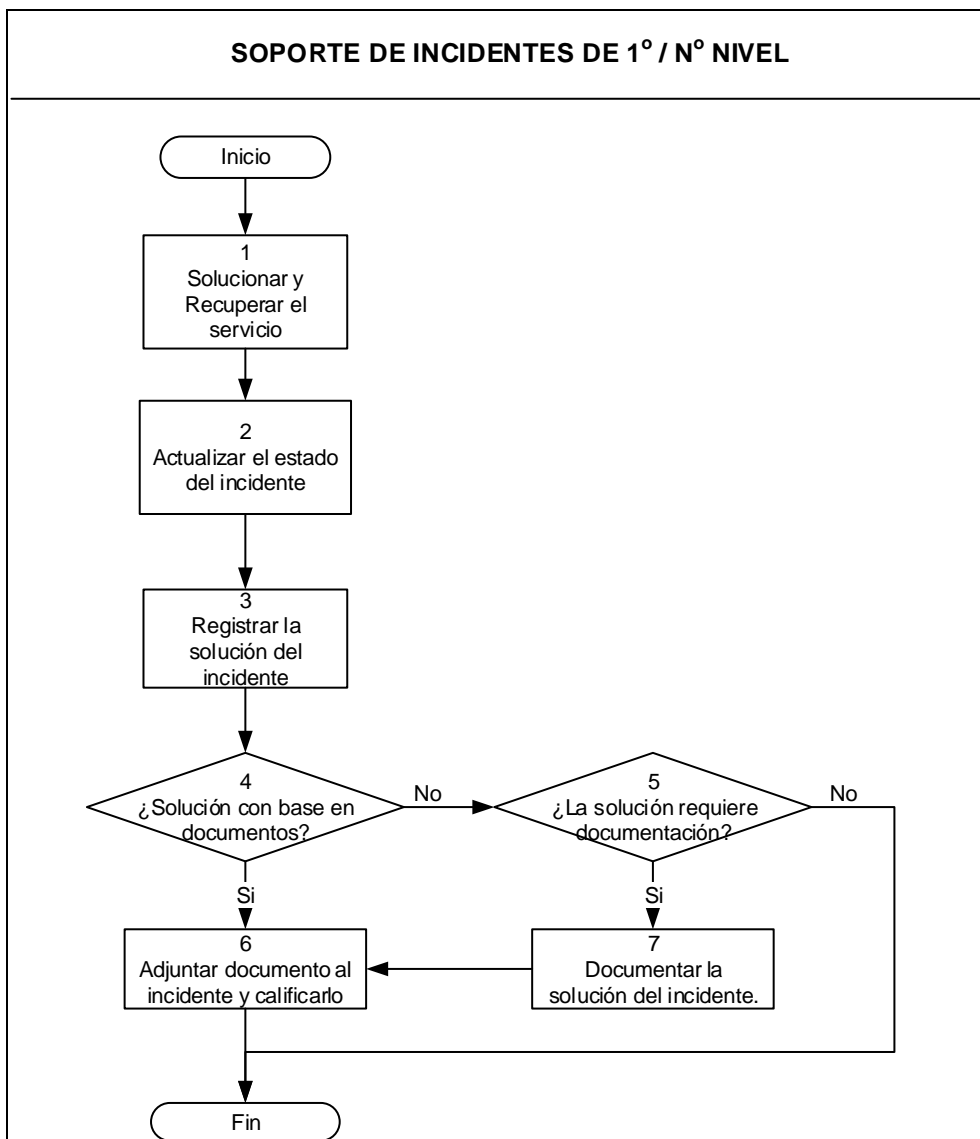 SOPORTE DE INCIDENTES DE 1º / Nº NIVEL
Inicio
1
Solucionar y
Recuperar el
servicio
2
Actualizar el estado
del incidente
3
Registrar la
solución del
incidente
4
¿Solución con base en
documentos?
No
5
¿La solución requiere
documentación?
No
Si
Si
6
Adjuntar documento al
incidente y calificarlo
7
Documentar la
solución del incidente.
Fin